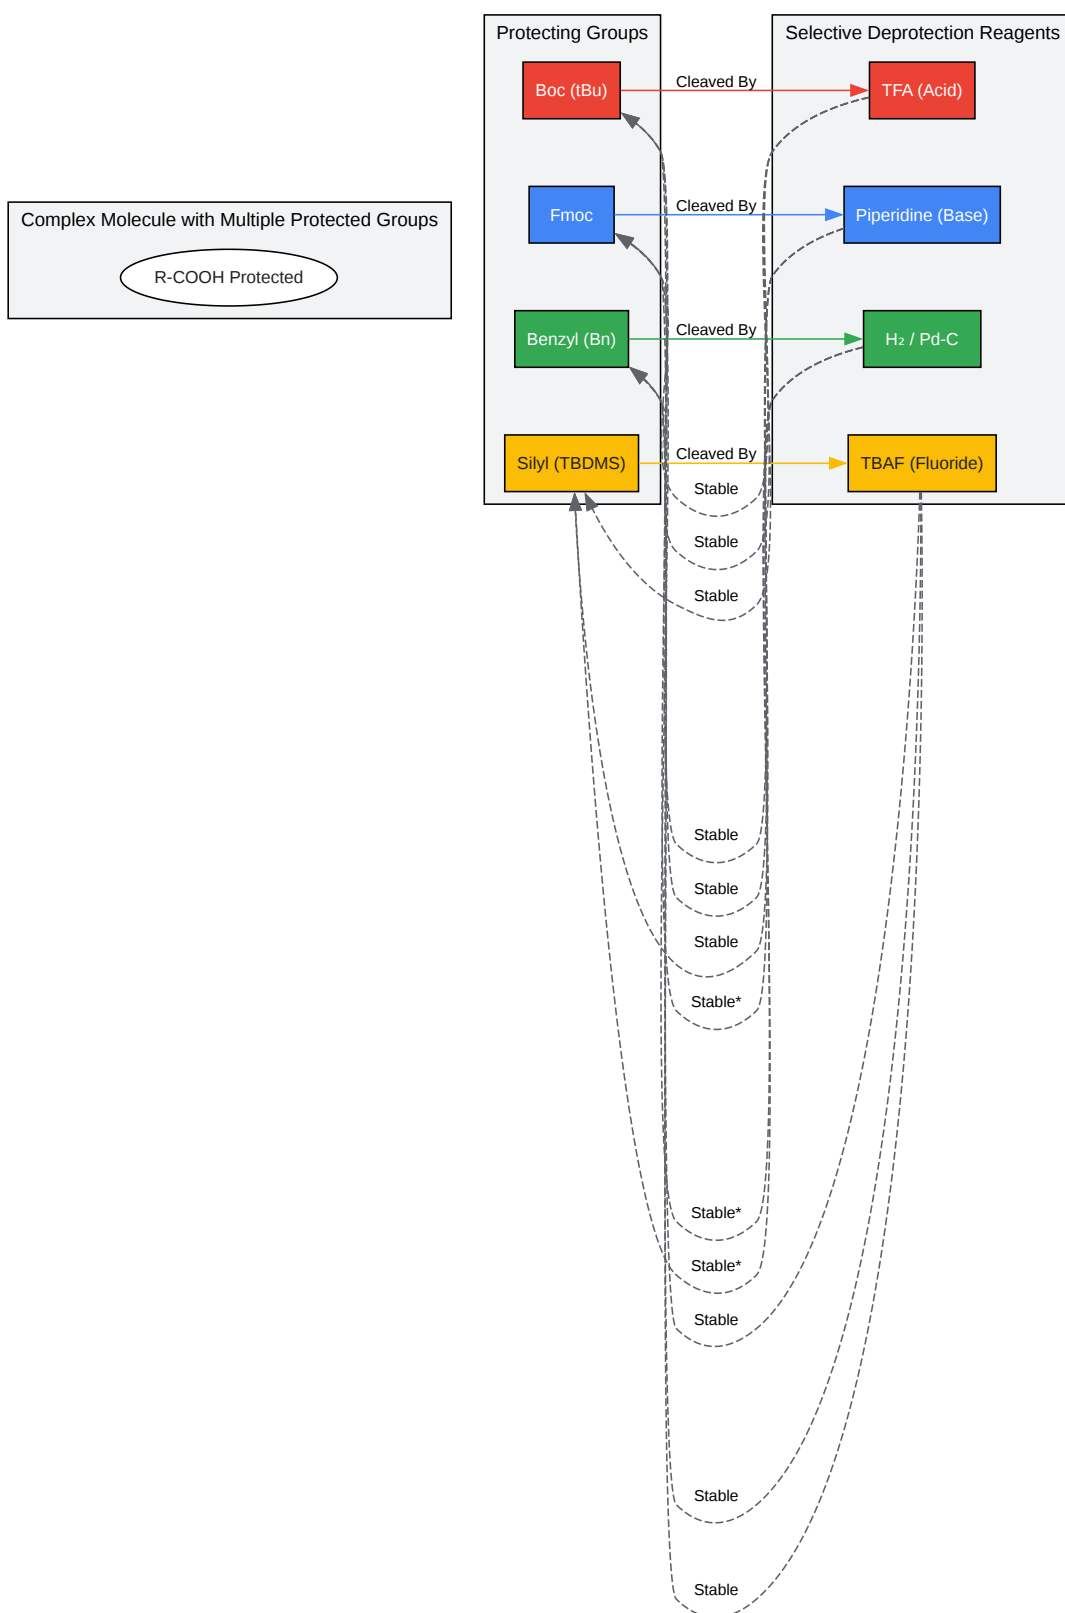 Protecting Groups
Selective Deprotection Reagents
Boc (tBu)
Cleaved By
TFA (Acid)
Complex Molecule with Multiple Protected Groups
R-COOH Protected
Fmoc
Cleaved By
Piperidine (Base)
Benzyl (Bn)
Cleaved By
H₂ / Pd-C
Silyl (TBDMS)
Cleaved By
TBAF (Fluoride)
Stable
Stable
Stable
Stable
Stable
Stable
Stable*
Stable*
Stable*
Stable
Stable
Stable